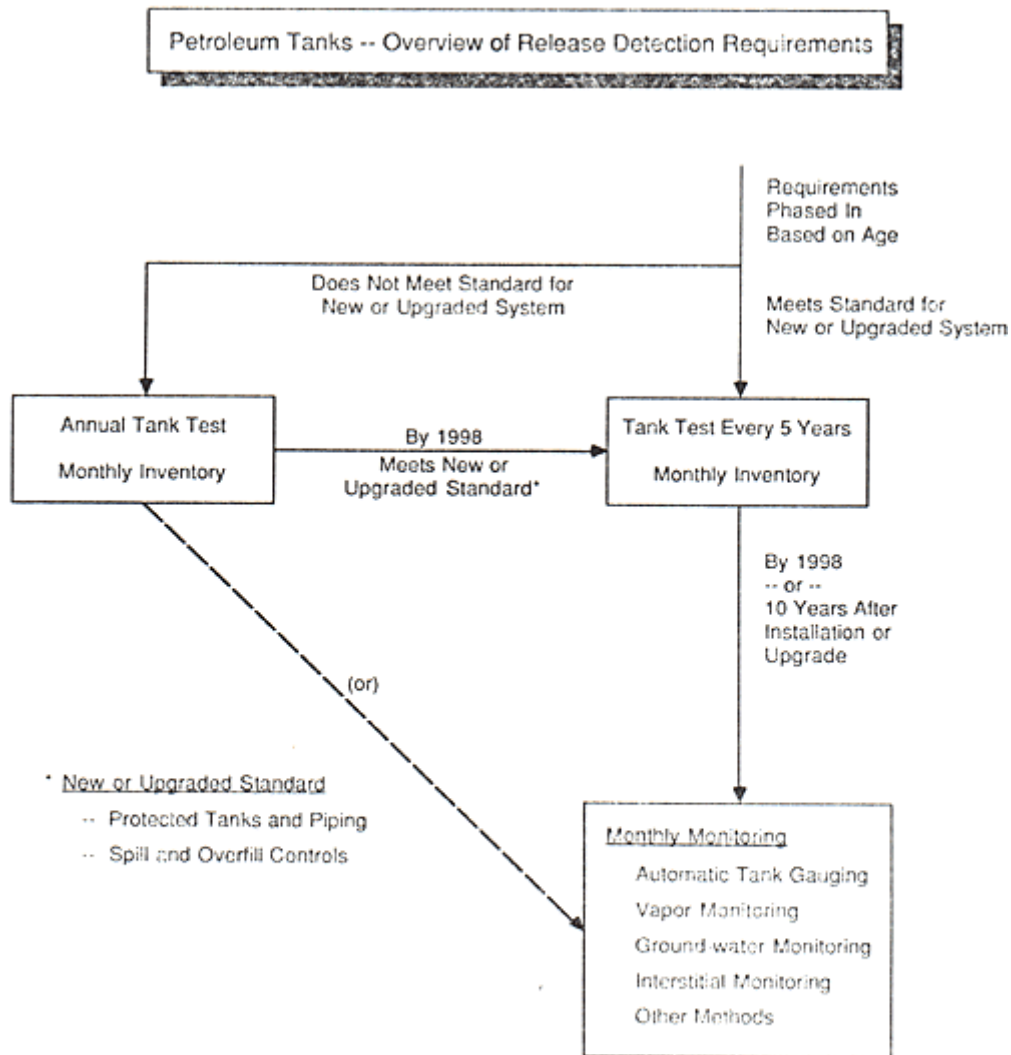 Petroleum Tanks -- Overview of Release Detection Requirements
Requirements
Phased In
Based on Age
Does Not Meet Standard for
New or Upgraded System
Meets Standard for
New or Upgraded System
Annual Tank Test
Monthly Inventory
By 1998
Meets New or
Upgraded Standard*
Tank Test Every 5 Years
Monthly Inventory
By 1998
-- or --
10 Years After
Installation or
Upgrade
(or)
* New or Upgraded Standard
-- Protected Tanks and Piping
-- Spill and Overfill Controls
Monthly Monitoring
Automatic Tank Gauging
Vapor Monitoring
Ground-water Monitoring
Interstitial Monitoring
Other Methods